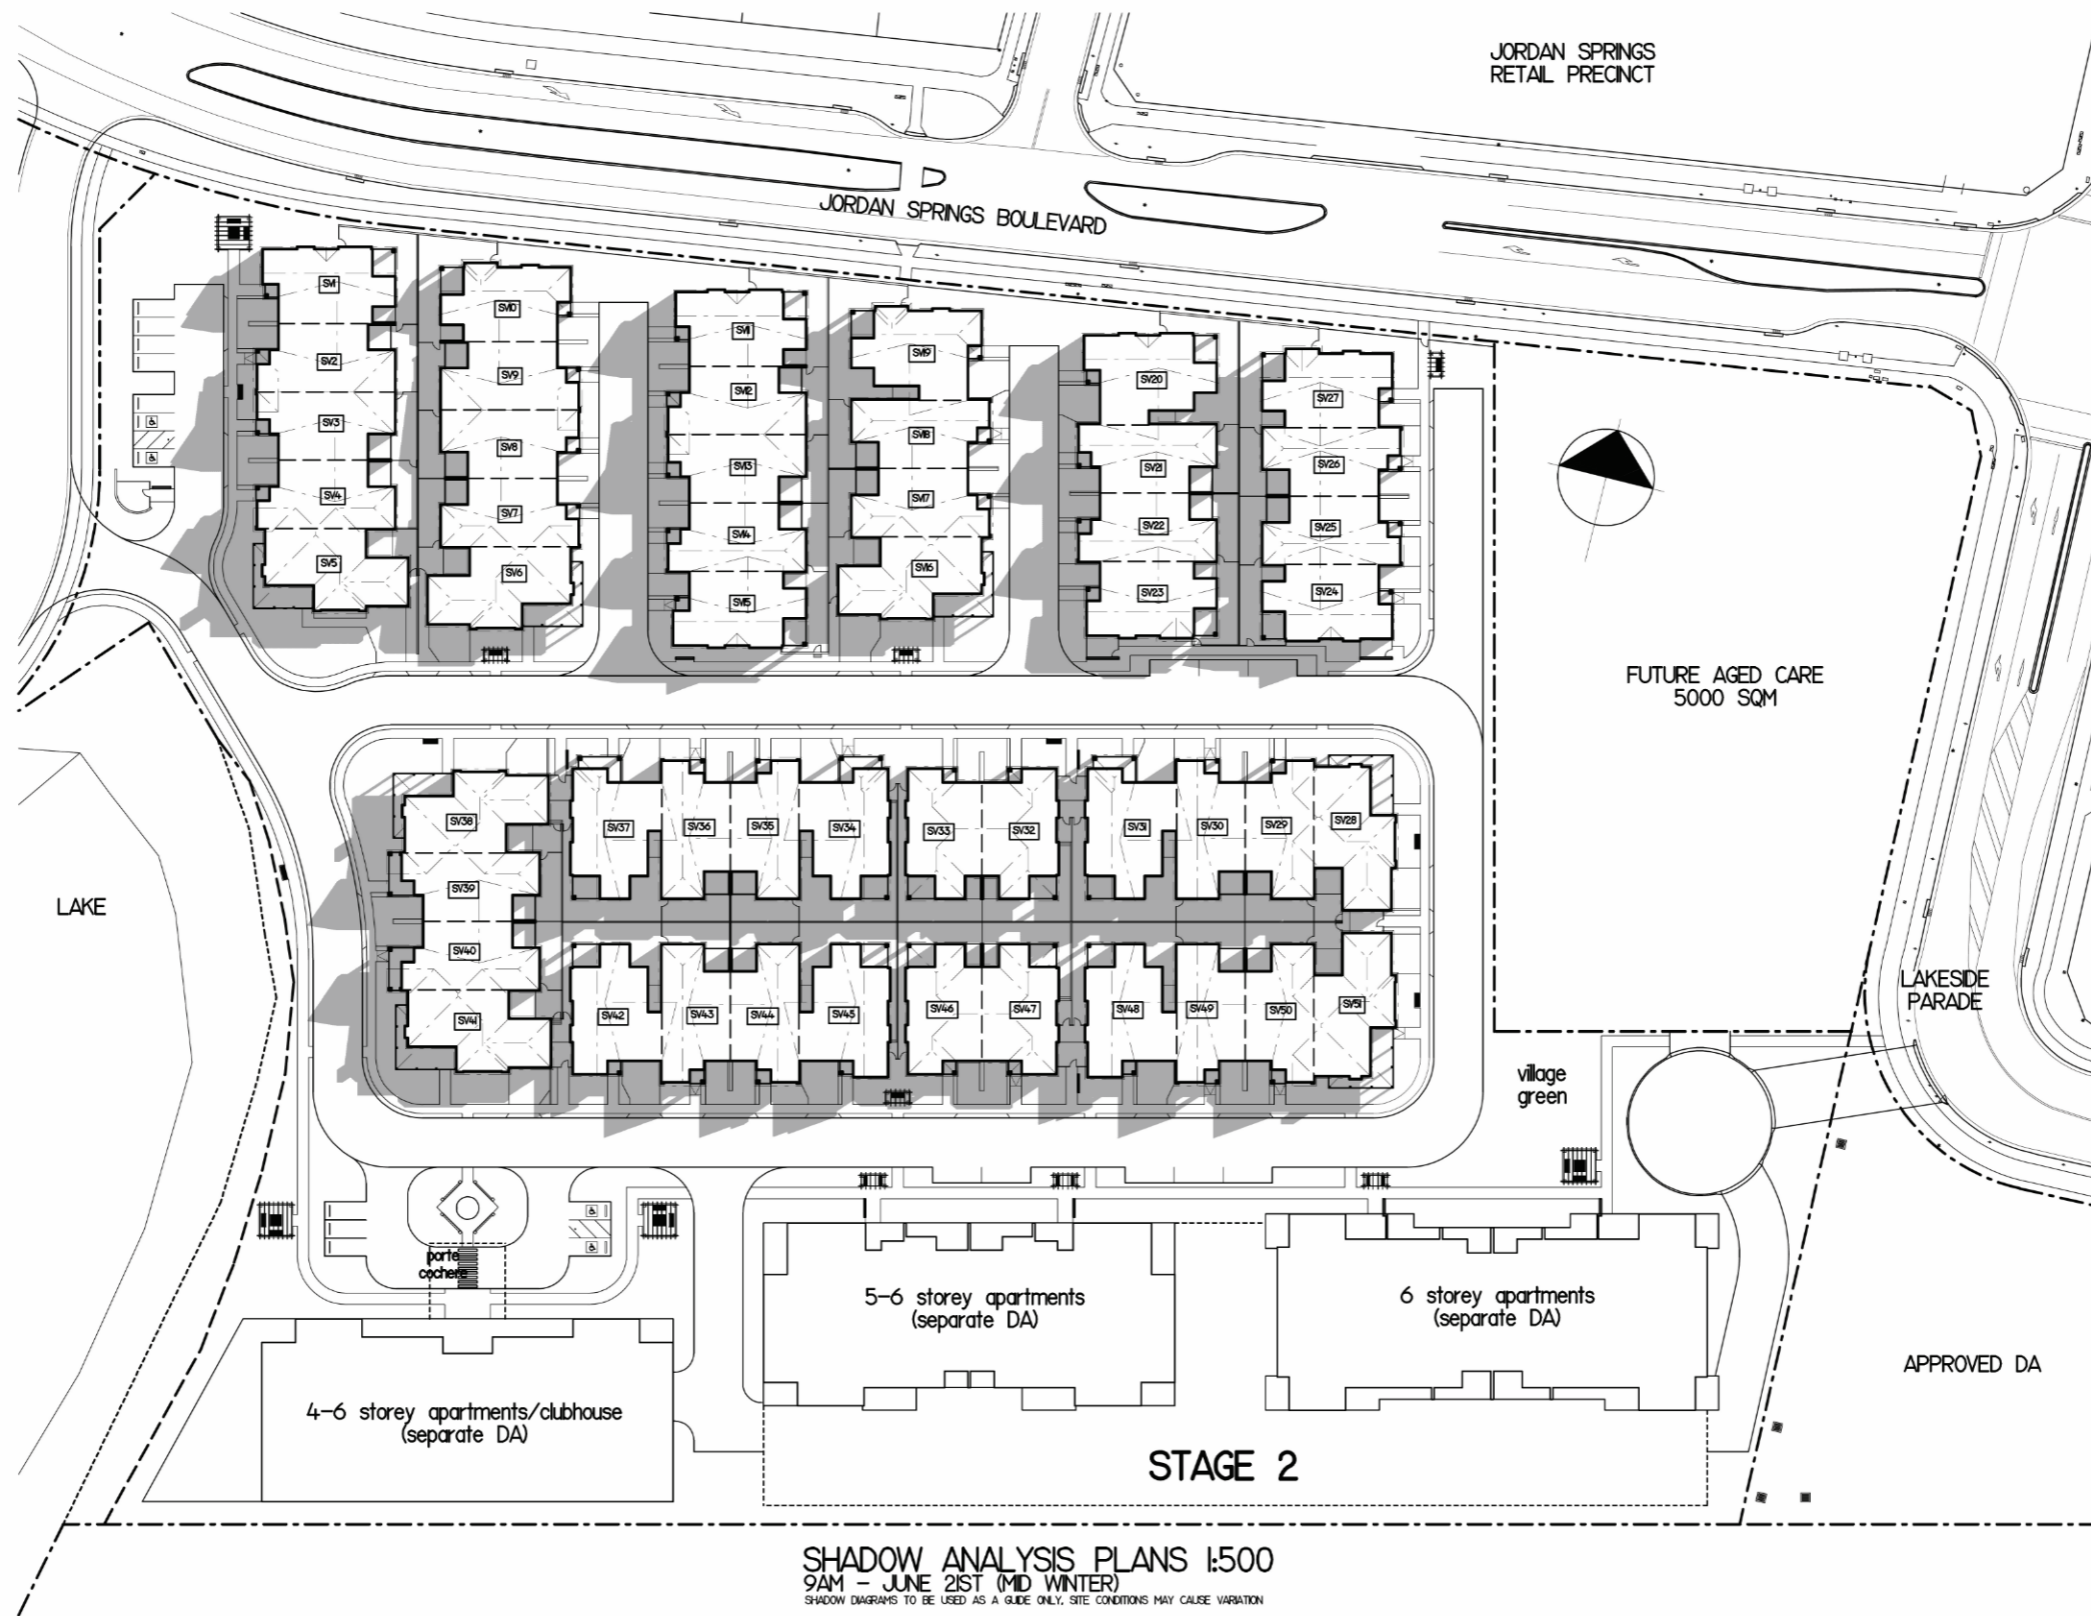 JORDAN SPRINGS
RETAIL PRECINCT
JORDAN SPRINGS BOULEVARD
SV1
SV10
SV11
SV19
SV20
SV27
SV2
SV9
SV12
SV18
SV21
SV26
SV3
SV8
SV13
SV17
SV22
SV25
SV4
SV7
SV14
SV16
SV23
SV24
SV5
SV6
SV15
FUTURE AGED CARE
5000 SQM
LAKE
SV38
SV37
SV36
SV35
SV34
SV33
SV32
SV31
SV30
SV29
SV28
SV39
SV40
SV41
SV42
SV43
SV44
SV45
SV46
SV47
SV48
SV49
SV50
SV51
LAKESIDE
PARADE
village
green
porte
cochere
5-6 storey apartments
(separate DA)
6 storey apartments
(separate DA)
APPROVED DA
4-6 storey apartments/clubhouse
(separate DA)
STAGE 2
SHADOW ANALYSIS PLANS 1:500
9AM - JUNE 21ST (MID WINTER)
SHADOW DIAGRAMS TO BE USED AS A GUIDE ONLY. SITE CONDITIONS MAY CAUSE VARIATION